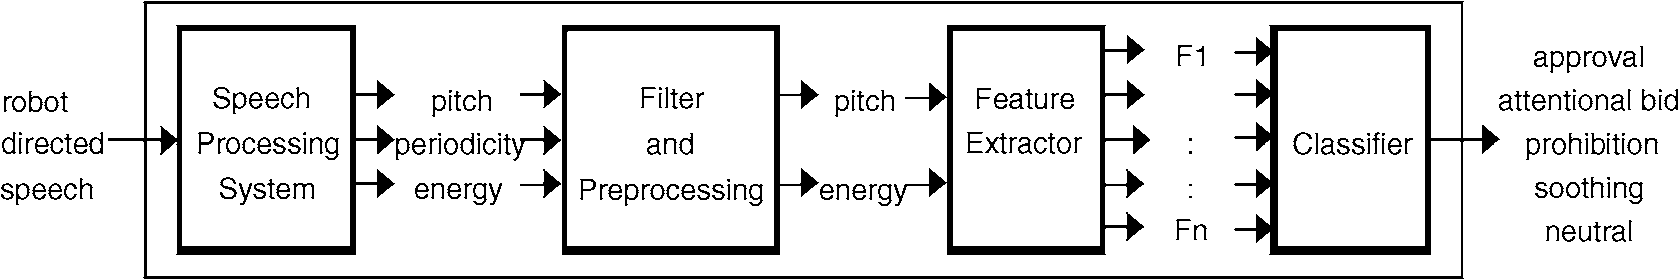 robot
directed
speech
Speech
Processing
System
pitch
periodicity
energy
Filter
and
Preprocessing
pitch
energy
Feature
Extractor
F1
:
:
Fn
Classifier
approval
attentional bid
prohibition
soothing
neutral